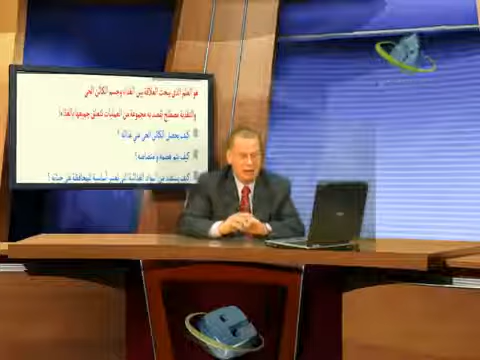 هو العلم الذي يبحث العلاقة بين الغذاء وجسم الكائن الحي
والتغذية مصطلح يقصد به مجموعة من العمليات تتعلق جميعها بالغذاء
كيف يحصل الكائن الحي على غذائه ؟
كيف يتم هضمه وامتصاصه ؟
كيف يستفيد من المواد الغذائية التي تعتبر أساسية للمحافظة على حياته ؟